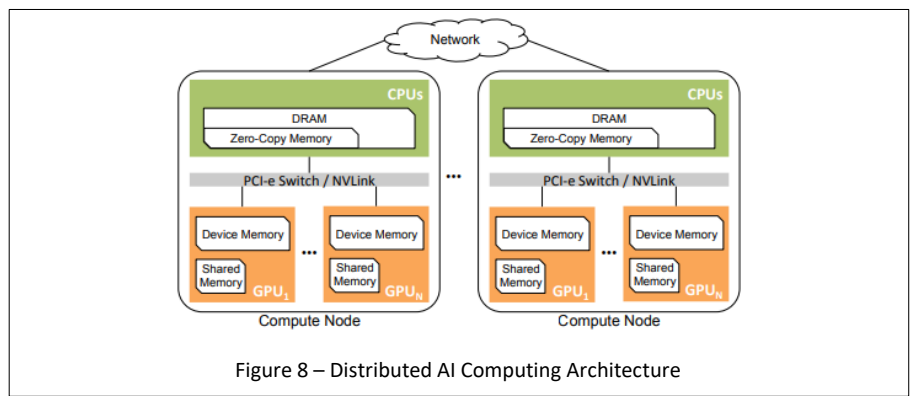 Network
CPUs
DRAM
Zero-Copy Memory
PCI-e Switch / NVLink
Device Memory
Shared
Memory
GPU₁
...
Device Memory
Shared
Memory
GPUN
Compute Node
...
CPUs
DRAM
Zero-Copy Memory
PCI-e Switch / NVLink
Device Memory
Shared
Memory
GPU₁
...
Device Memory
Shared
Memory
GPUN
Compute Node
Figure 8 – Distributed AI Computing Architecture